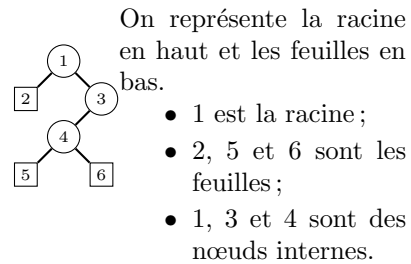 On représente la racine
en haut et les feuilles en
bas.
• 1 est la racine ;
• 2, 5 et 6 sont les
feuilles ;
• 1, 3 et 4 sont des
nœuds internes.
1
2
3
4
5
6